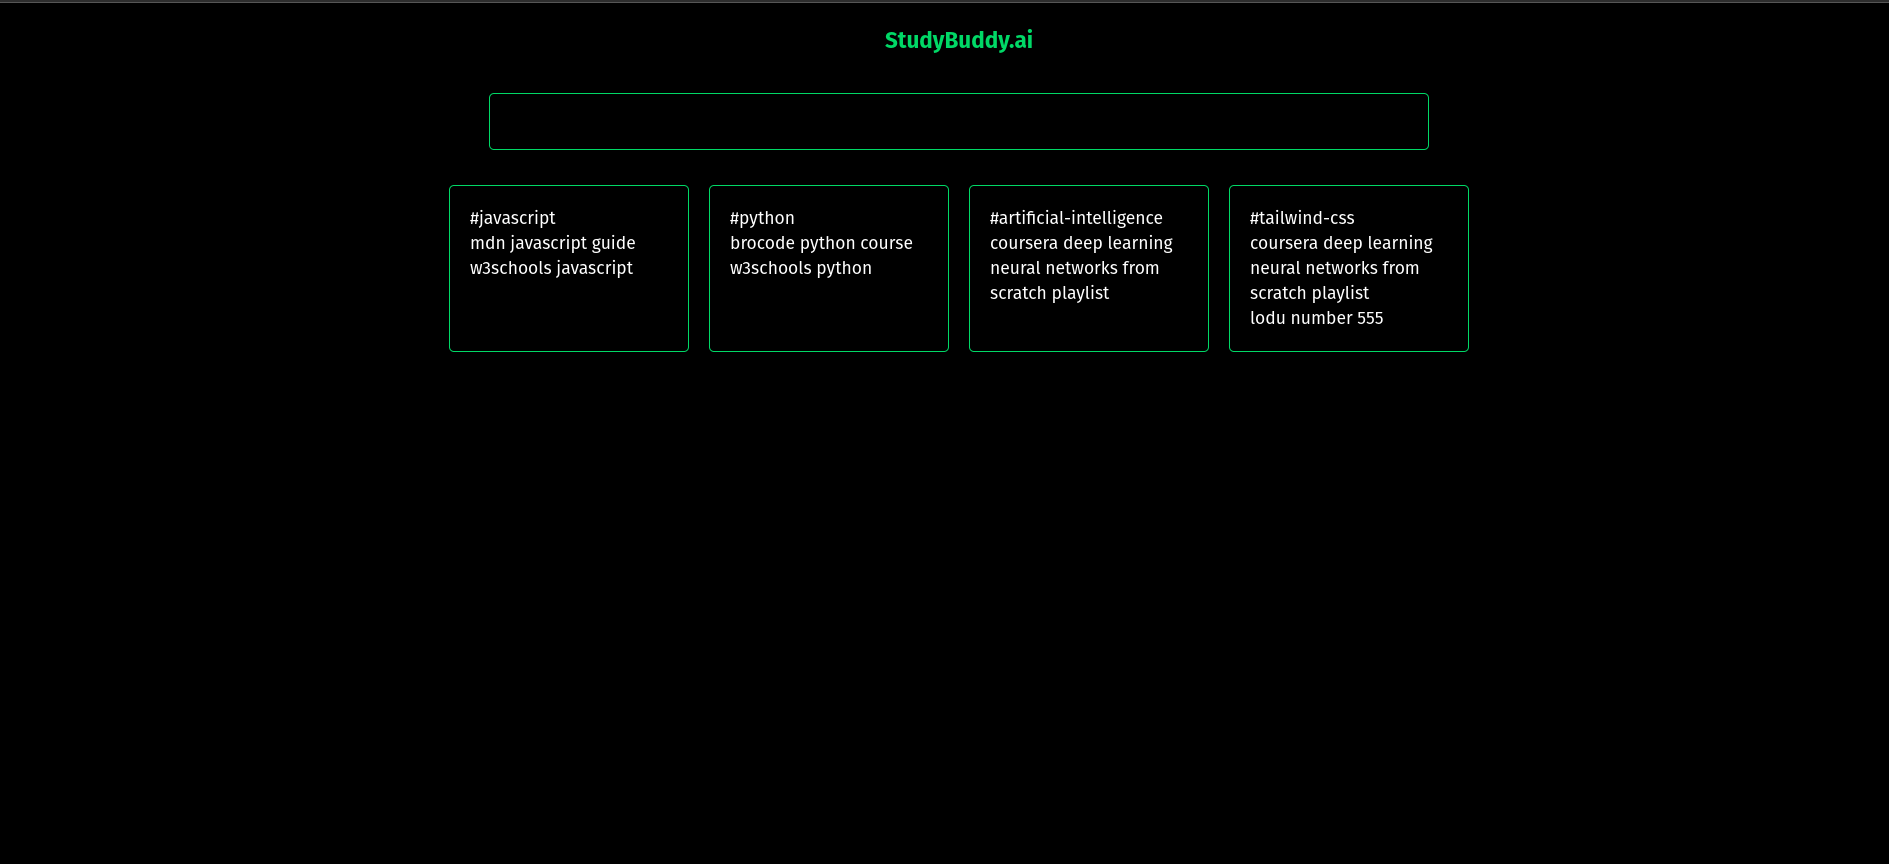 StudyBuddy.ai
#javascript
mdn javascript guide
w3schools javascript
#python
brocode python course
w3schools python
#artificial-intelligence
coursera deep learning
neural networks from
scratch playlist
#tailwind-css
coursera deep learning
neural networks from
scratch playlist
lodu number 555